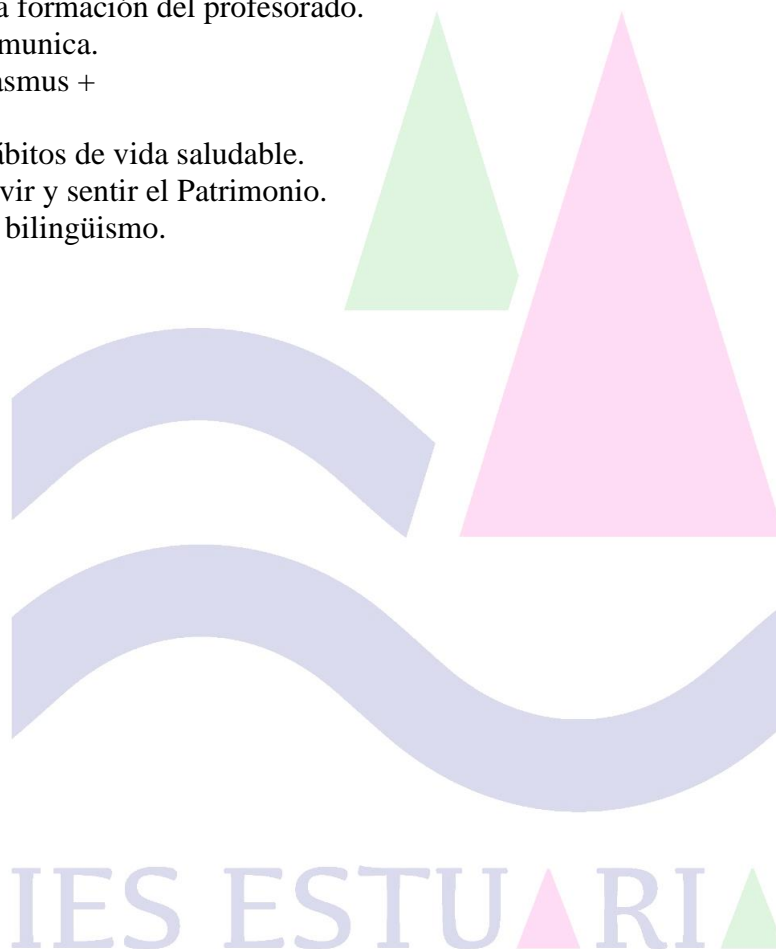 a formación del profesorado.
munica.
asmus +
ábitos de vida saludable.
vir y sentir el Patrimonio.
bilingüismo.
IES ESTUARIA